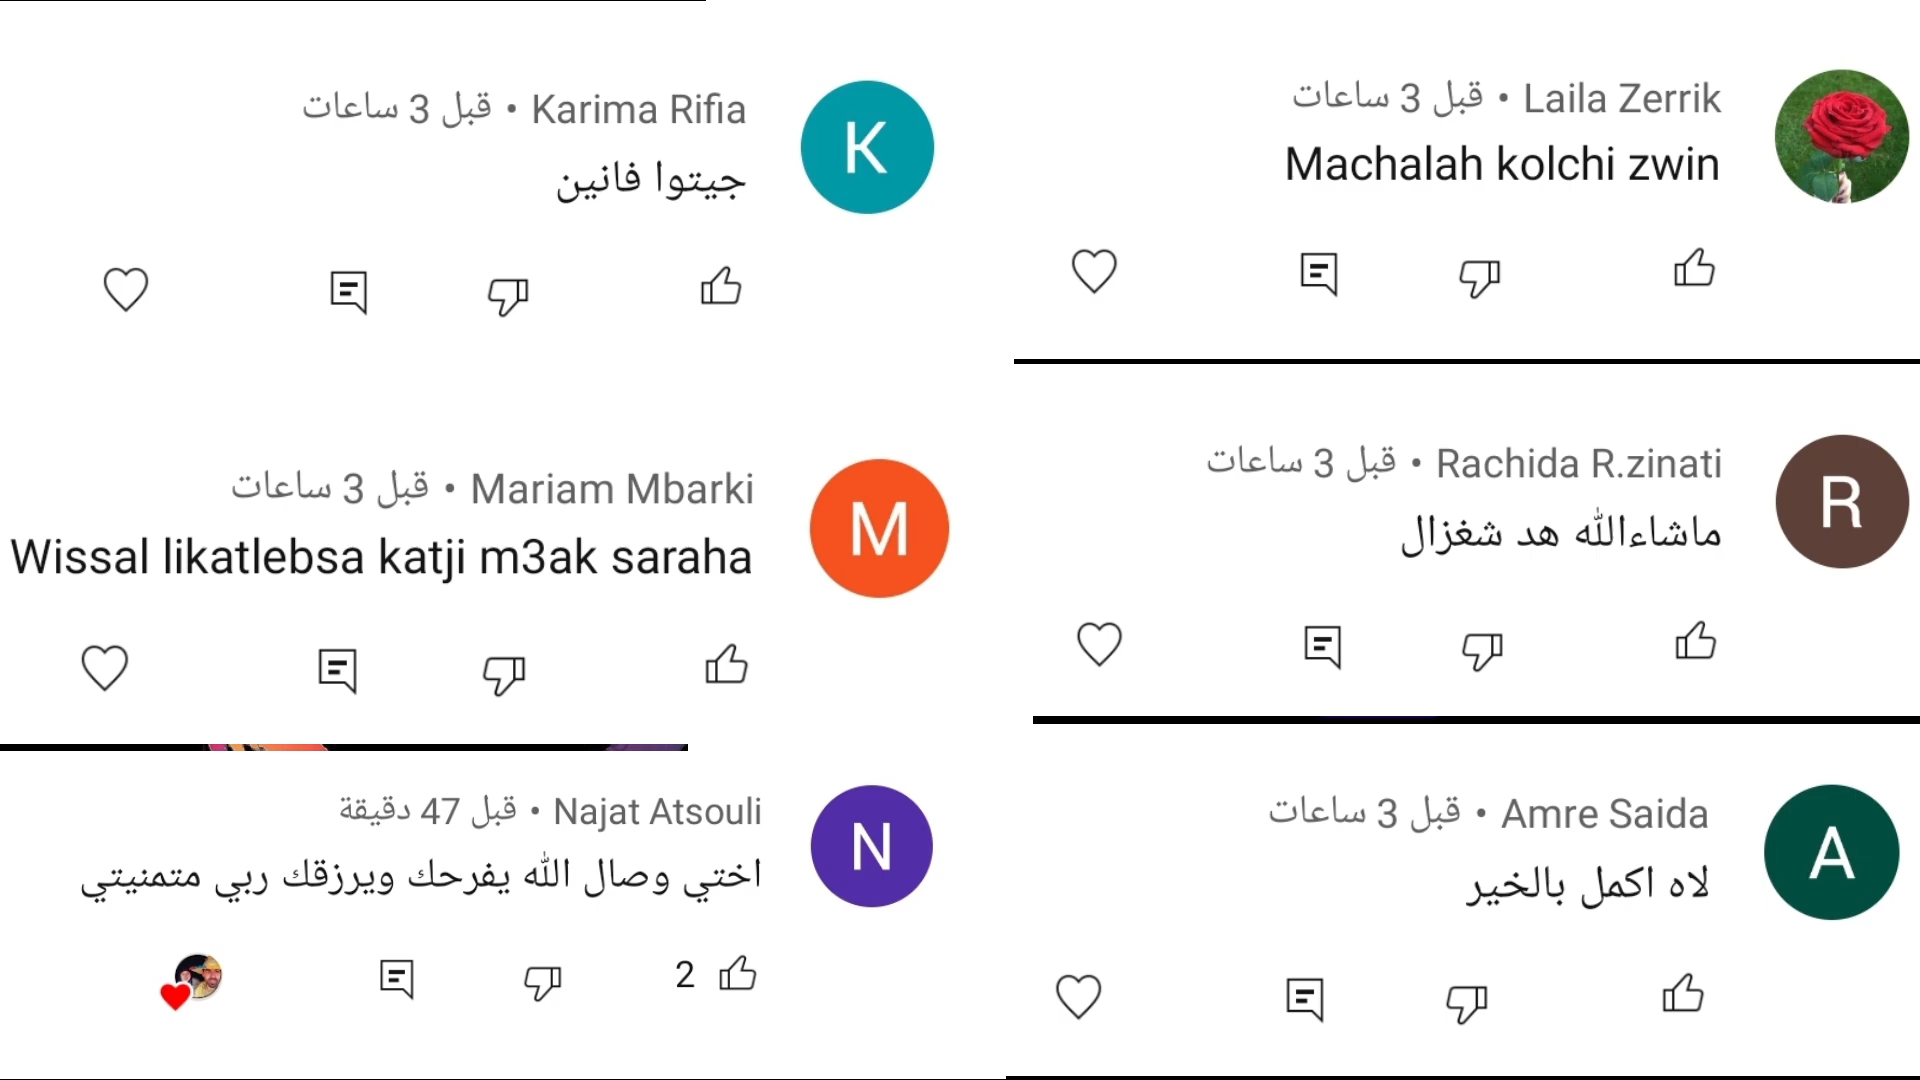 Karima Rifia • قبل 3 ساعات
جيتوا فانين
K
Laila Zerrik • قبل 3 ساعات
Machalah kolchi zwin
Mariam Mbarki • قبل 3 ساعات
Wissal likatlebsa katji m3ak saraha
M
Rachida R.zinati • قبل 3 ساعات
ماشاءالله هد شغزال
R
Najat Atsouli • قبل 47 دقيقة
اختي وصال الله يفرحك ويرزقك ربي متمنيتي
2
N
Amre Saida • قبل 3 ساعات
لاه اكمل بالخير
A